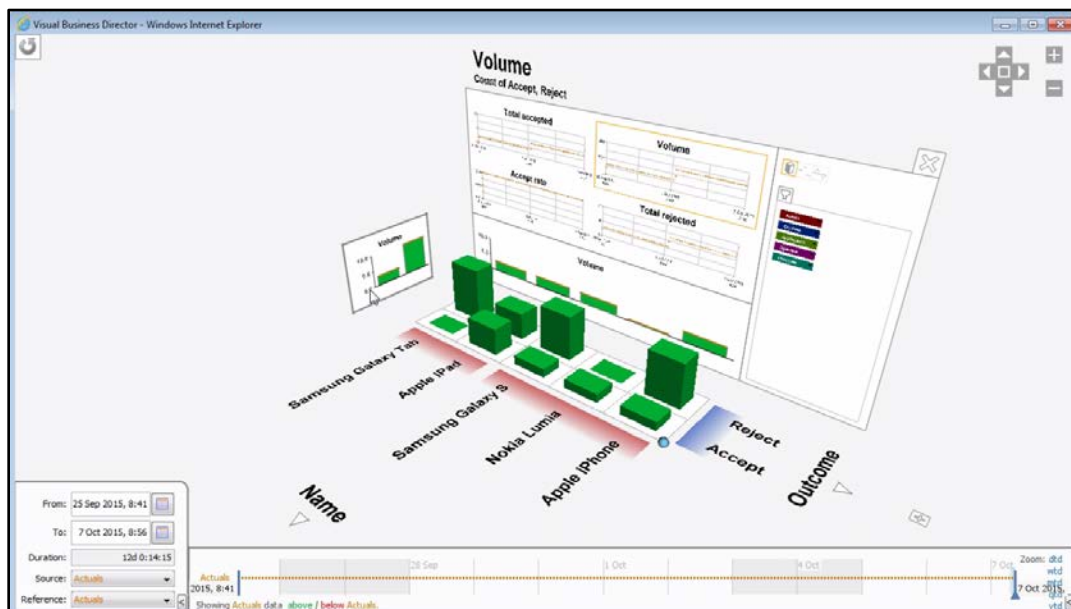 Visual Business Director - Windows Internet Explorer
Volume
Count of Accept, Reject
Total accepted
Volume
Accept rate
Total rejected
Volume
Volume
Samsung Galaxy Tab
Apple iPad
Samsung Galaxy S
Nokia Lumia
Apple iPhone
Reject
Accept
Name
Outcome
From: 25 Sep 2015, 8:41
To: 7 Oct 2015, 8:56
Duration: 12d 0:14:15
Source: Actuals
Reference: Actuals
Actuals
2015, 8:41
28 Sep
1 Oct
4 Oct
7 Oct
7 Oct 2015,
Zoom: dtd
wtd
mtd
qtd
ytd
Showing Actuals data above / below Actuals.